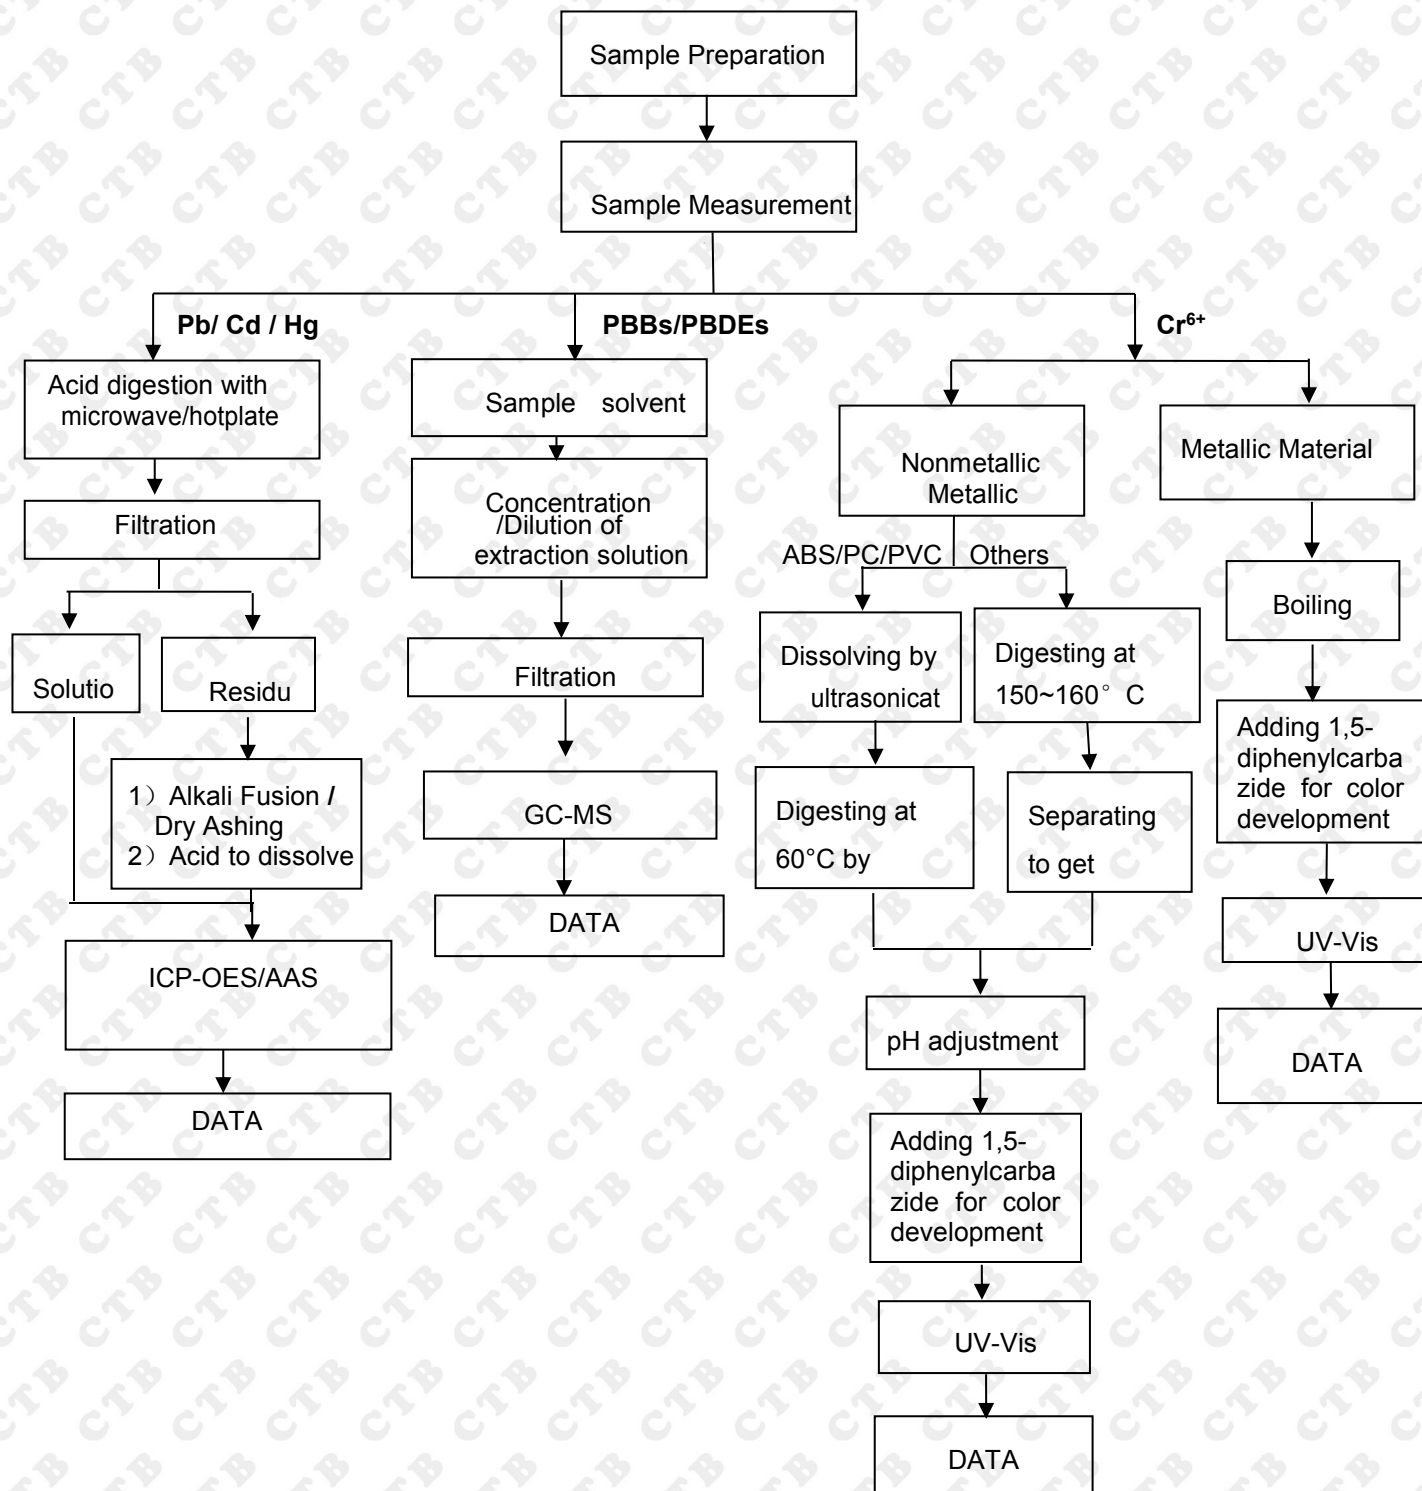 Sample Preparation
Sample Measurement
Pb/ Cd / Hg
PBBs/PBDEs
Cr6+
Acid digestion with
microwave/hotplate
Filtration
Solutio
Residu
1）Alkali Fusion /
Dry Ashing
2）Acid to dissolve
ICP-OES/AAS
DATA
Sample solvent
Concentration
/Dilution of
extraction solution
Filtration
GC-MS
DATA
Nonmetallic
Metallic
ABS/PC/PVC
Others
Dissolving by
ultrasonicat
Digesting at
60°C by
Digesting at
150~160° C
Separating
to get
pH adjustment
Adding 1,5-
diphenylcarba
zide for color
development
UV-Vis
DATA
Metallic Material
Boiling
Adding 1,5-
diphenylcarba
zide for color
development
UV-Vis
DATA
CTB